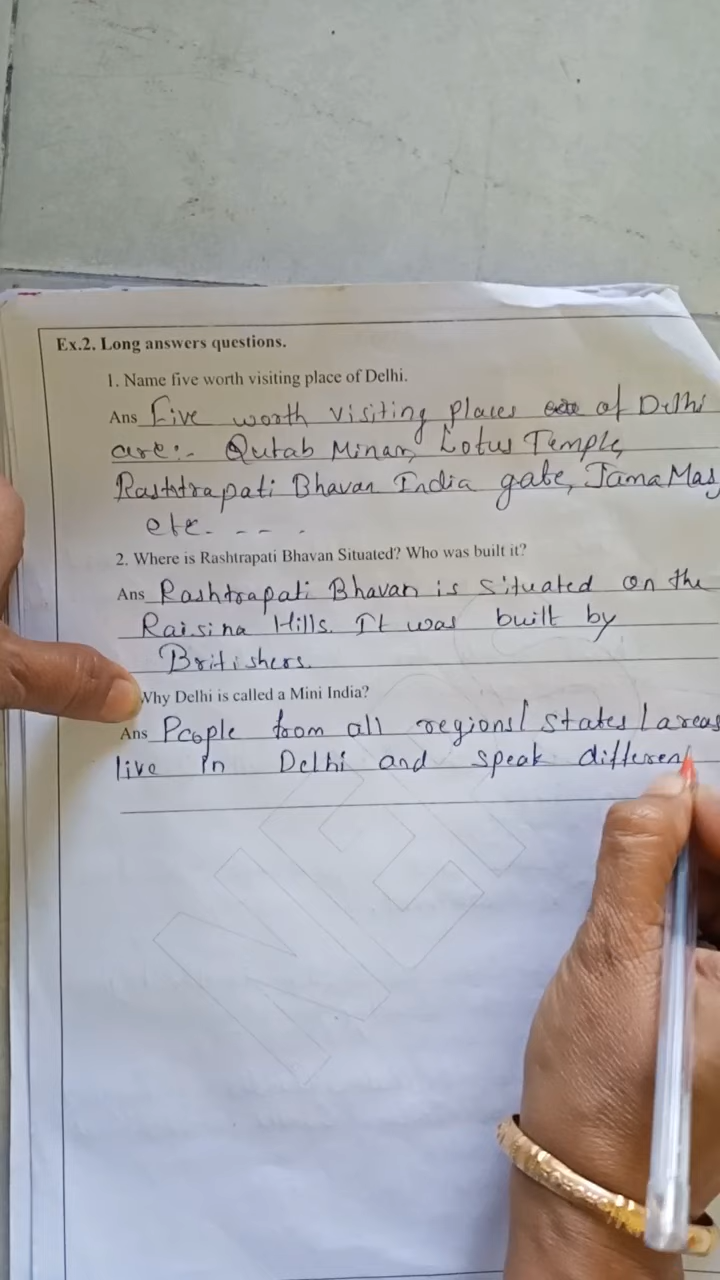 Ex.2. Long answers questions.
1. Name five worth visiting place of Delhi.
Ans Five worth visiting places of Delhi
are:- Qutab Minar, Lotus Temple,
Rashtrapati Bhavan India gate, Jama Mas
etc. - - - .
2. Where is Rashtrapati Bhavan Situated? Who was built it?
Ans Rashtrapati Bhavan is situated on the
Raisina Hills. It was built by
Britishers.
Why Delhi is called a Mini India?
Ans People from all regions/states/areas
live in Delhi and speak differen